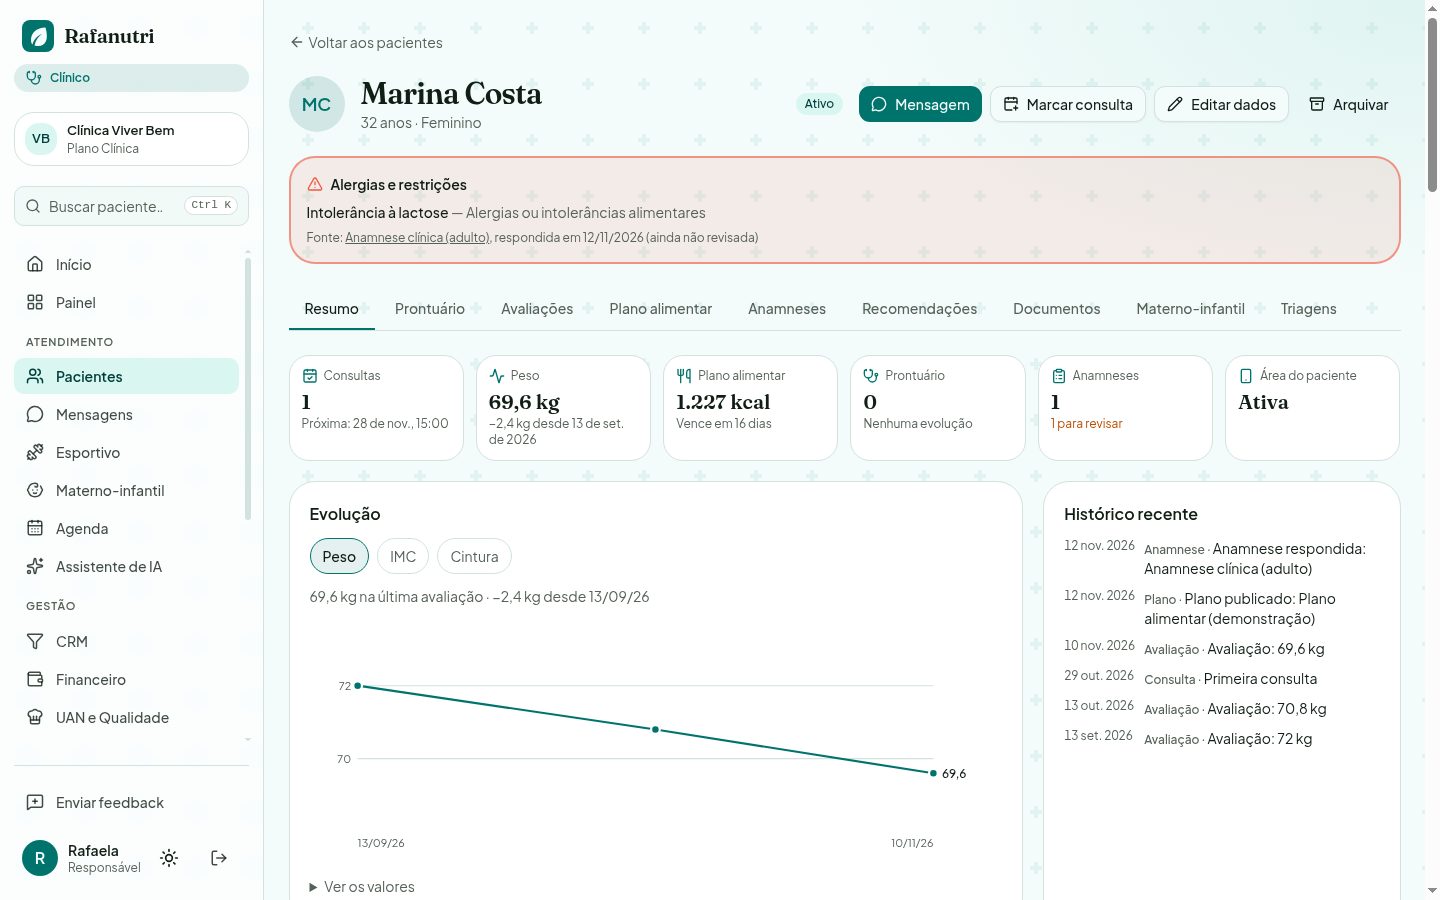 Rafanutri
Clínico
VB
Clínica Viver Bem
Plano Clínica
Buscar paciente..
Ctrl K
Início
Painel
ATENDIMENTO
Pacientes
Mensagens
Esportivo
Materno-infantil
Agenda
Assistente de IA
GESTÃO
CRM
Financeiro
UAN e Qualidade
Enviar feedback
R
Rafaela
Responsável
Voltar aos pacientes
MC
Marina Costa
32 anos · Feminino
Ativo
Mensagem
Marcar consulta
Editar dados
Arquivar
Alergias e restrições
Intolerância à lactose — Alergias ou intolerâncias alimentares
Fonte: Anamnese clínica (adulto), respondida em 12/11/2026 (ainda não revisada)
Resumo
Prontuário
Avaliações
Plano alimentar
Anamneses
Recomendações
Documentos
Materno-infantil
Triagens
Consultas
1
Próxima: 28 de nov., 15:00
Peso
69,6 kg
−2,4 kg desde 13 de set.
de 2026
Plano alimentar
1.227 kcal
Vence em 16 dias
Prontuário
0
Nenhuma evolução
Anamneses
1
1 para revisar
Área do paciente
Ativa
Evolução
Peso
IMC
Cintura
69,6 kg na última avaliação · −2,4 kg desde 13/09/26
72
70
69,6
13/09/26
10/11/26
Ver os valores
Histórico recente
12 nov. 2026
Anamnese · Anamnese respondida:
Anamnese clínica (adulto)
12 nov. 2026
Plano · Plano publicado: Plano
alimentar (demonstração)
10 nov. 2026
Avaliação · Avaliação: 69,6 kg
29 out. 2026
Consulta · Primeira consulta
13 out. 2026
Avaliação · Avaliação: 70,8 kg
13 set. 2026
Avaliação · Avaliação: 72 kg